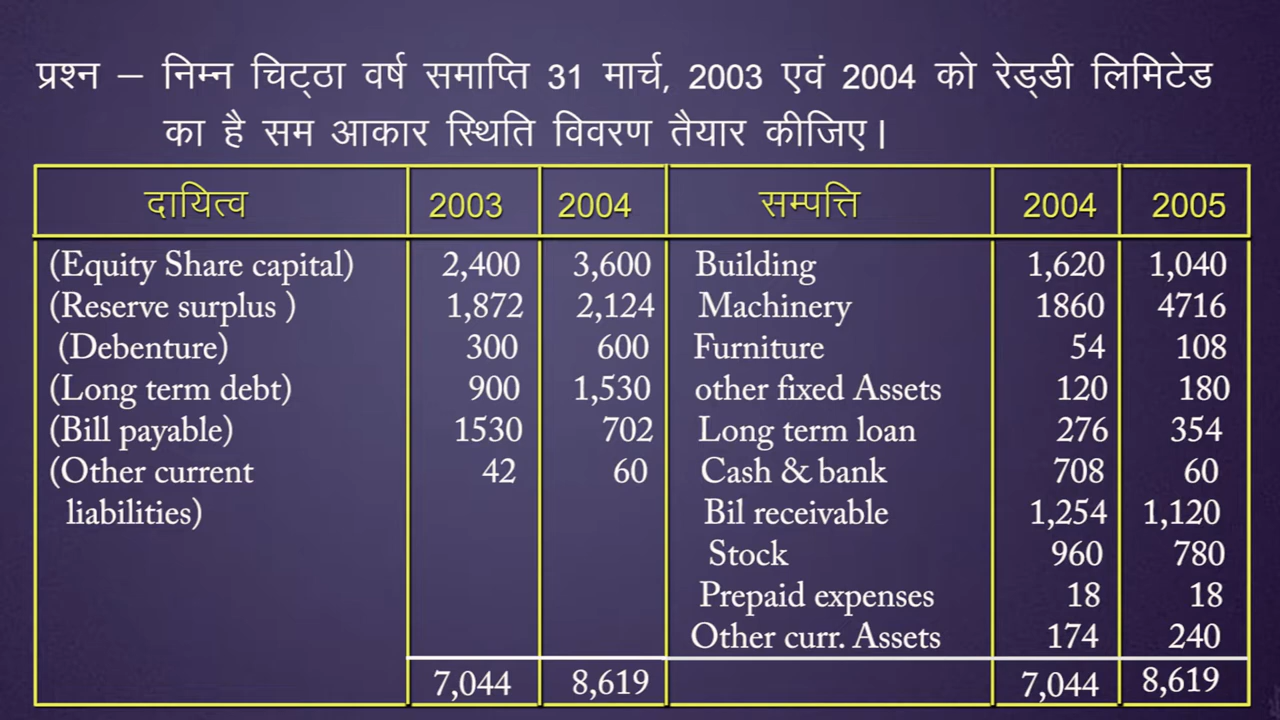 प्रश्न – निम्न चिट्ठा वर्ष समाप्ति 31 मार्च, 2003 एवं 2004 को रेड्डी लिमिटेड
का है सम आकार स्थिति विवरण तैयार कीजिए।
दायित्व 2003 2004 सम्पत्ति 2004 2005
(Equity Share capital) 2,400 3,600 Building 1,620 1,040
(Reserve surplus ) 1,872 2,124 Machinery 1860 4716
(Debenture) 300 600 Furniture 54 108
(Long term debt) 900 1,530 other fixed Assets 120 180
(Bill payable) 1530 702 Long term loan 276 354
(Other current 42 60 Cash & bank 708 60
liabilities) Bil receivable 1,254 1,120
Stock 960 780
Prepaid expenses 18 18
Other curr. Assets 174 240
7,044 8,619 7,044 8,619